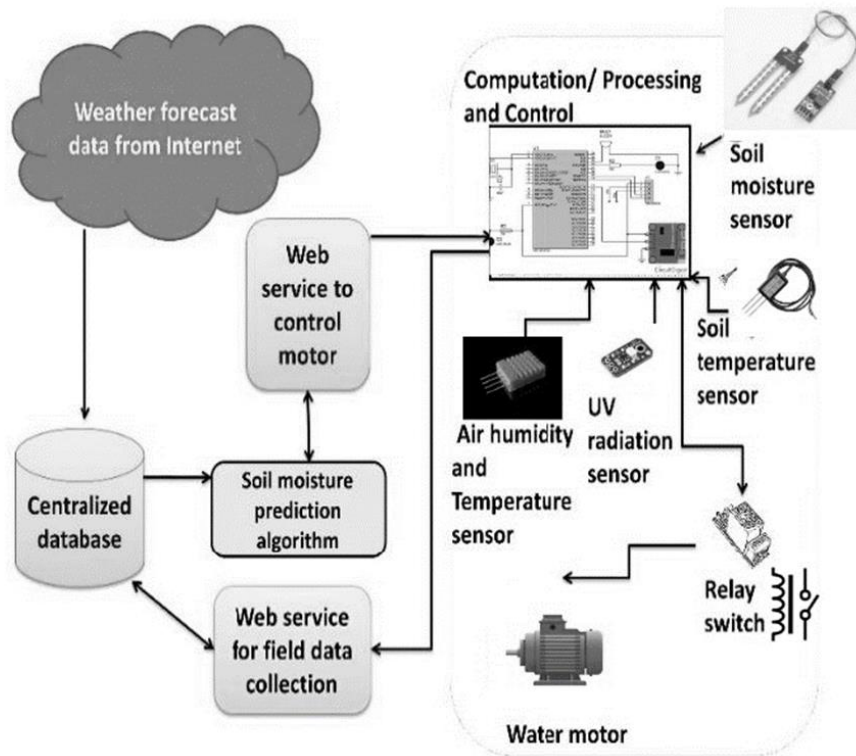 Weather forecast
data from Internet
Computation/ Processing
and Control
Soil
moisture
sensor
Web
service to
control
motor
Soil
temperature
sensor
UV
radiation
sensor
Air humidity
and
Temperature
sensor
Centralized
database
Soil moisture
prediction
algorithm
Relay
switch
Web service
for field data
collection
Water motor